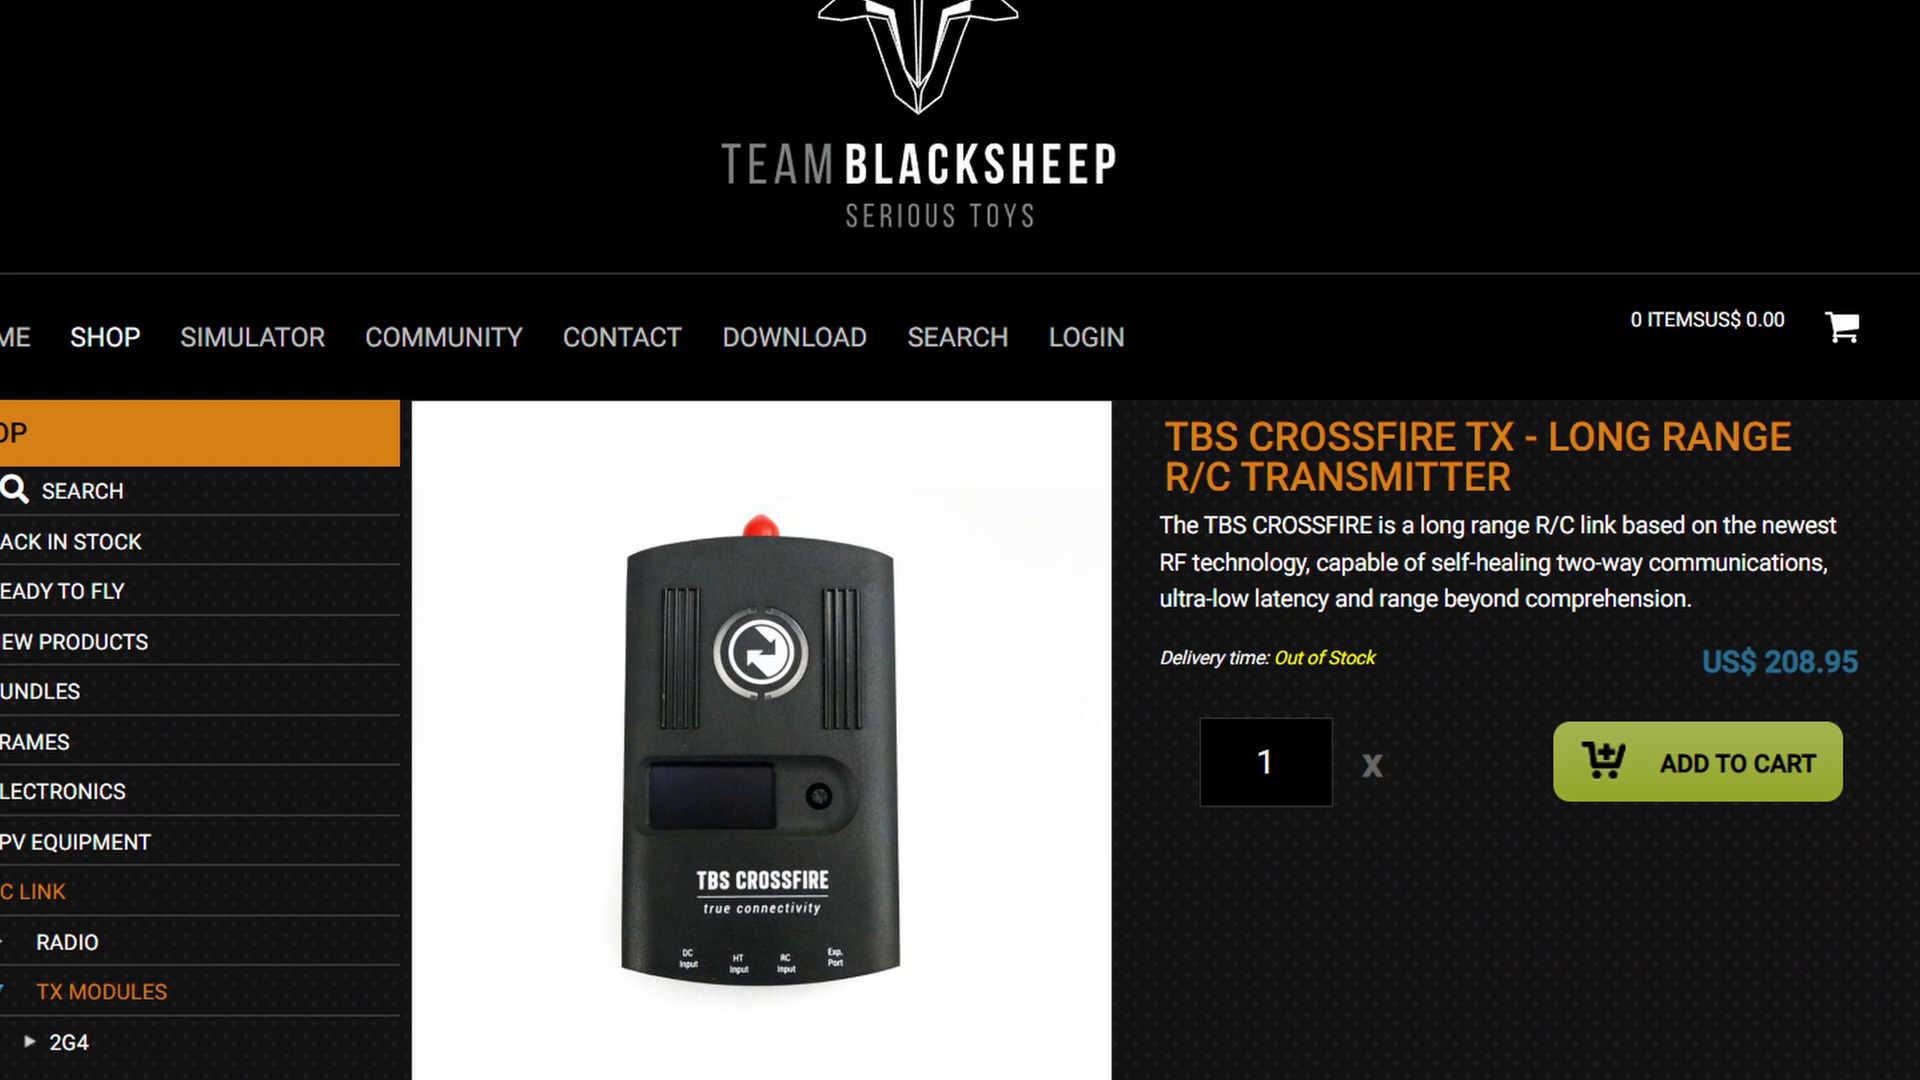 TEAM BLACKSHEEP
SERIOUS TOYS
ME SHOP SIMULATOR COMMUNITY CONTACT DOWNLOAD SEARCH LOGIN
0 ITEMSUS$ 0.00
OP
SEARCH
ACK IN STOCK
EADY TO FLY
EW PRODUCTS
UNDLES
RAMES
LECTRONICS
PV EQUIPMENT
C LINK
RADIO
TX MODULES
2G4
TBS CROSSFIRE
true connectivity
DC Input
HT Input
RC Input
Exp. Port
TBS CROSSFIRE TX - LONG RANGE
R/C TRANSMITTER
The TBS CROSSFIRE is a long range R/C link based on the newest
RF technology, capable of self-healing two-way communications,
ultra-low latency and range beyond comprehension.
Delivery time: Out of Stock
US$ 208.95
1 x
ADD TO CART